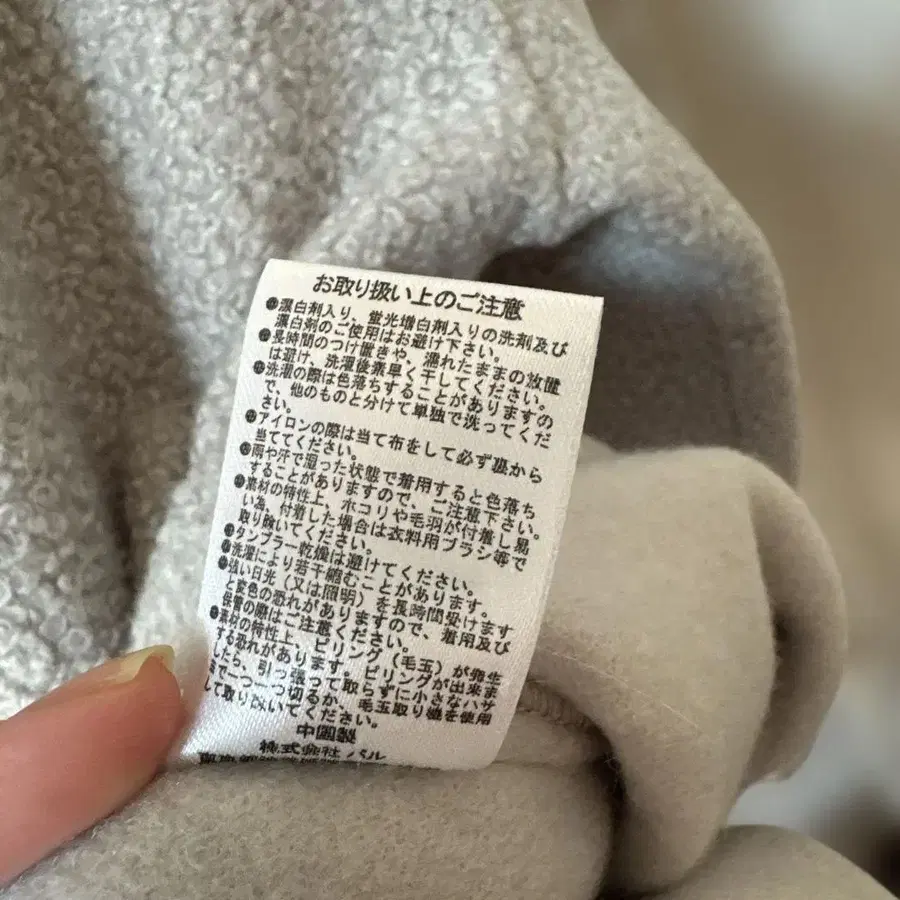 お取り扱い上のご注意
●漂白剤入り、蛍光増白剤入りの洗剤及び
漂白剤のご使用はお避け下さい。
●長時間のつけ置きや、濡れたままの放置
は避け、洗濯後素早く干してください。
●洗濯の際は色落ちすることがありますの
で、他のものと分けて単独で洗ってくだ
さい。
●アイロンの際は当て布をして必ず裏から
当ててください。
●雨や汗で湿った状態で着用すると色落ち
することがありますので、ご注意下さい。
●素材の特性上、ホコリや毛羽が付着し易
い為、付着した場合は衣料用ブラシ等で
取り除いてください。
●タンブラー乾燥は避けてください。
●洗濯により若干縮むことがあります。
●強い日光（又は照明）を長時間受けます
と変色の恐れがありますので、着用及び
保管の際はご注意ください。
●素材の特性上、ピリング（毛玉）が発生
する恐れがあります。ピリングが出来ま
したら、引っ張って取らずに小さなハサ
ミで一つ一つ切るか、毛玉取り機を使用
して取り除いてください。
中国製
株式会社パル